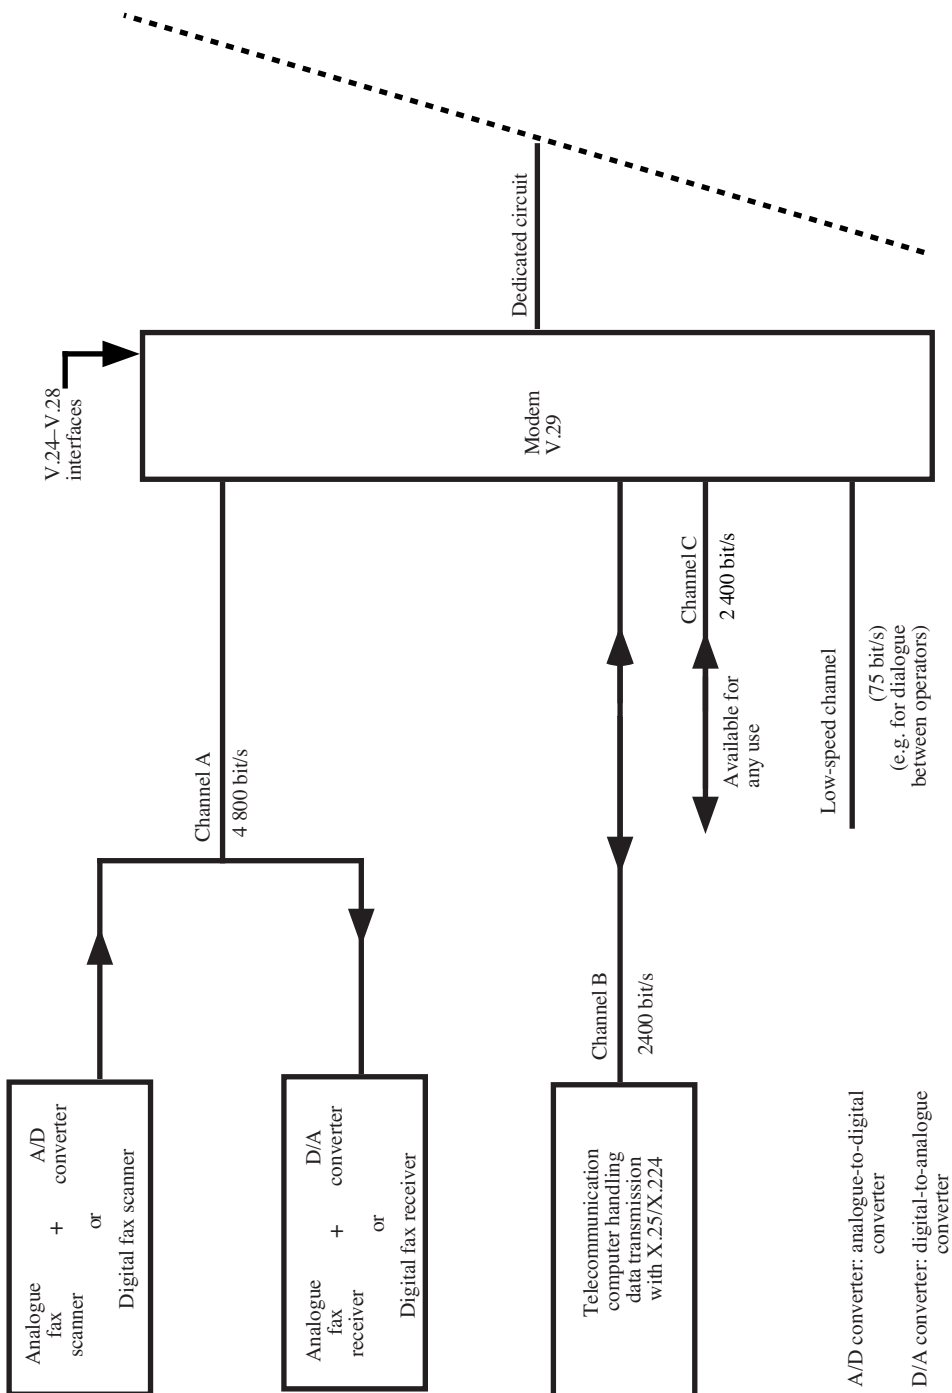 Analogue
fax
scanner
+
A/D
converter
or
Digital fax scanner
Analogue
fax
receiver
+
D/A
converter
or
Digital fax receiver
Telecommunication
computer handling
data transmission
with X.25/X.224
A/D converter: analogue-to-digital
converter
D/A converter: digital-to-analogue
converter
Channel A
4 800 bit/s
Channel B
2400 bit/s
Channel C
2 400 bit/s
Available for
any use
Low-speed channel
(75 bit/s)
(e.g. for dialogue
between operators)
V.24–V.28
interfaces
Modem
V.29
Dedicated circuit